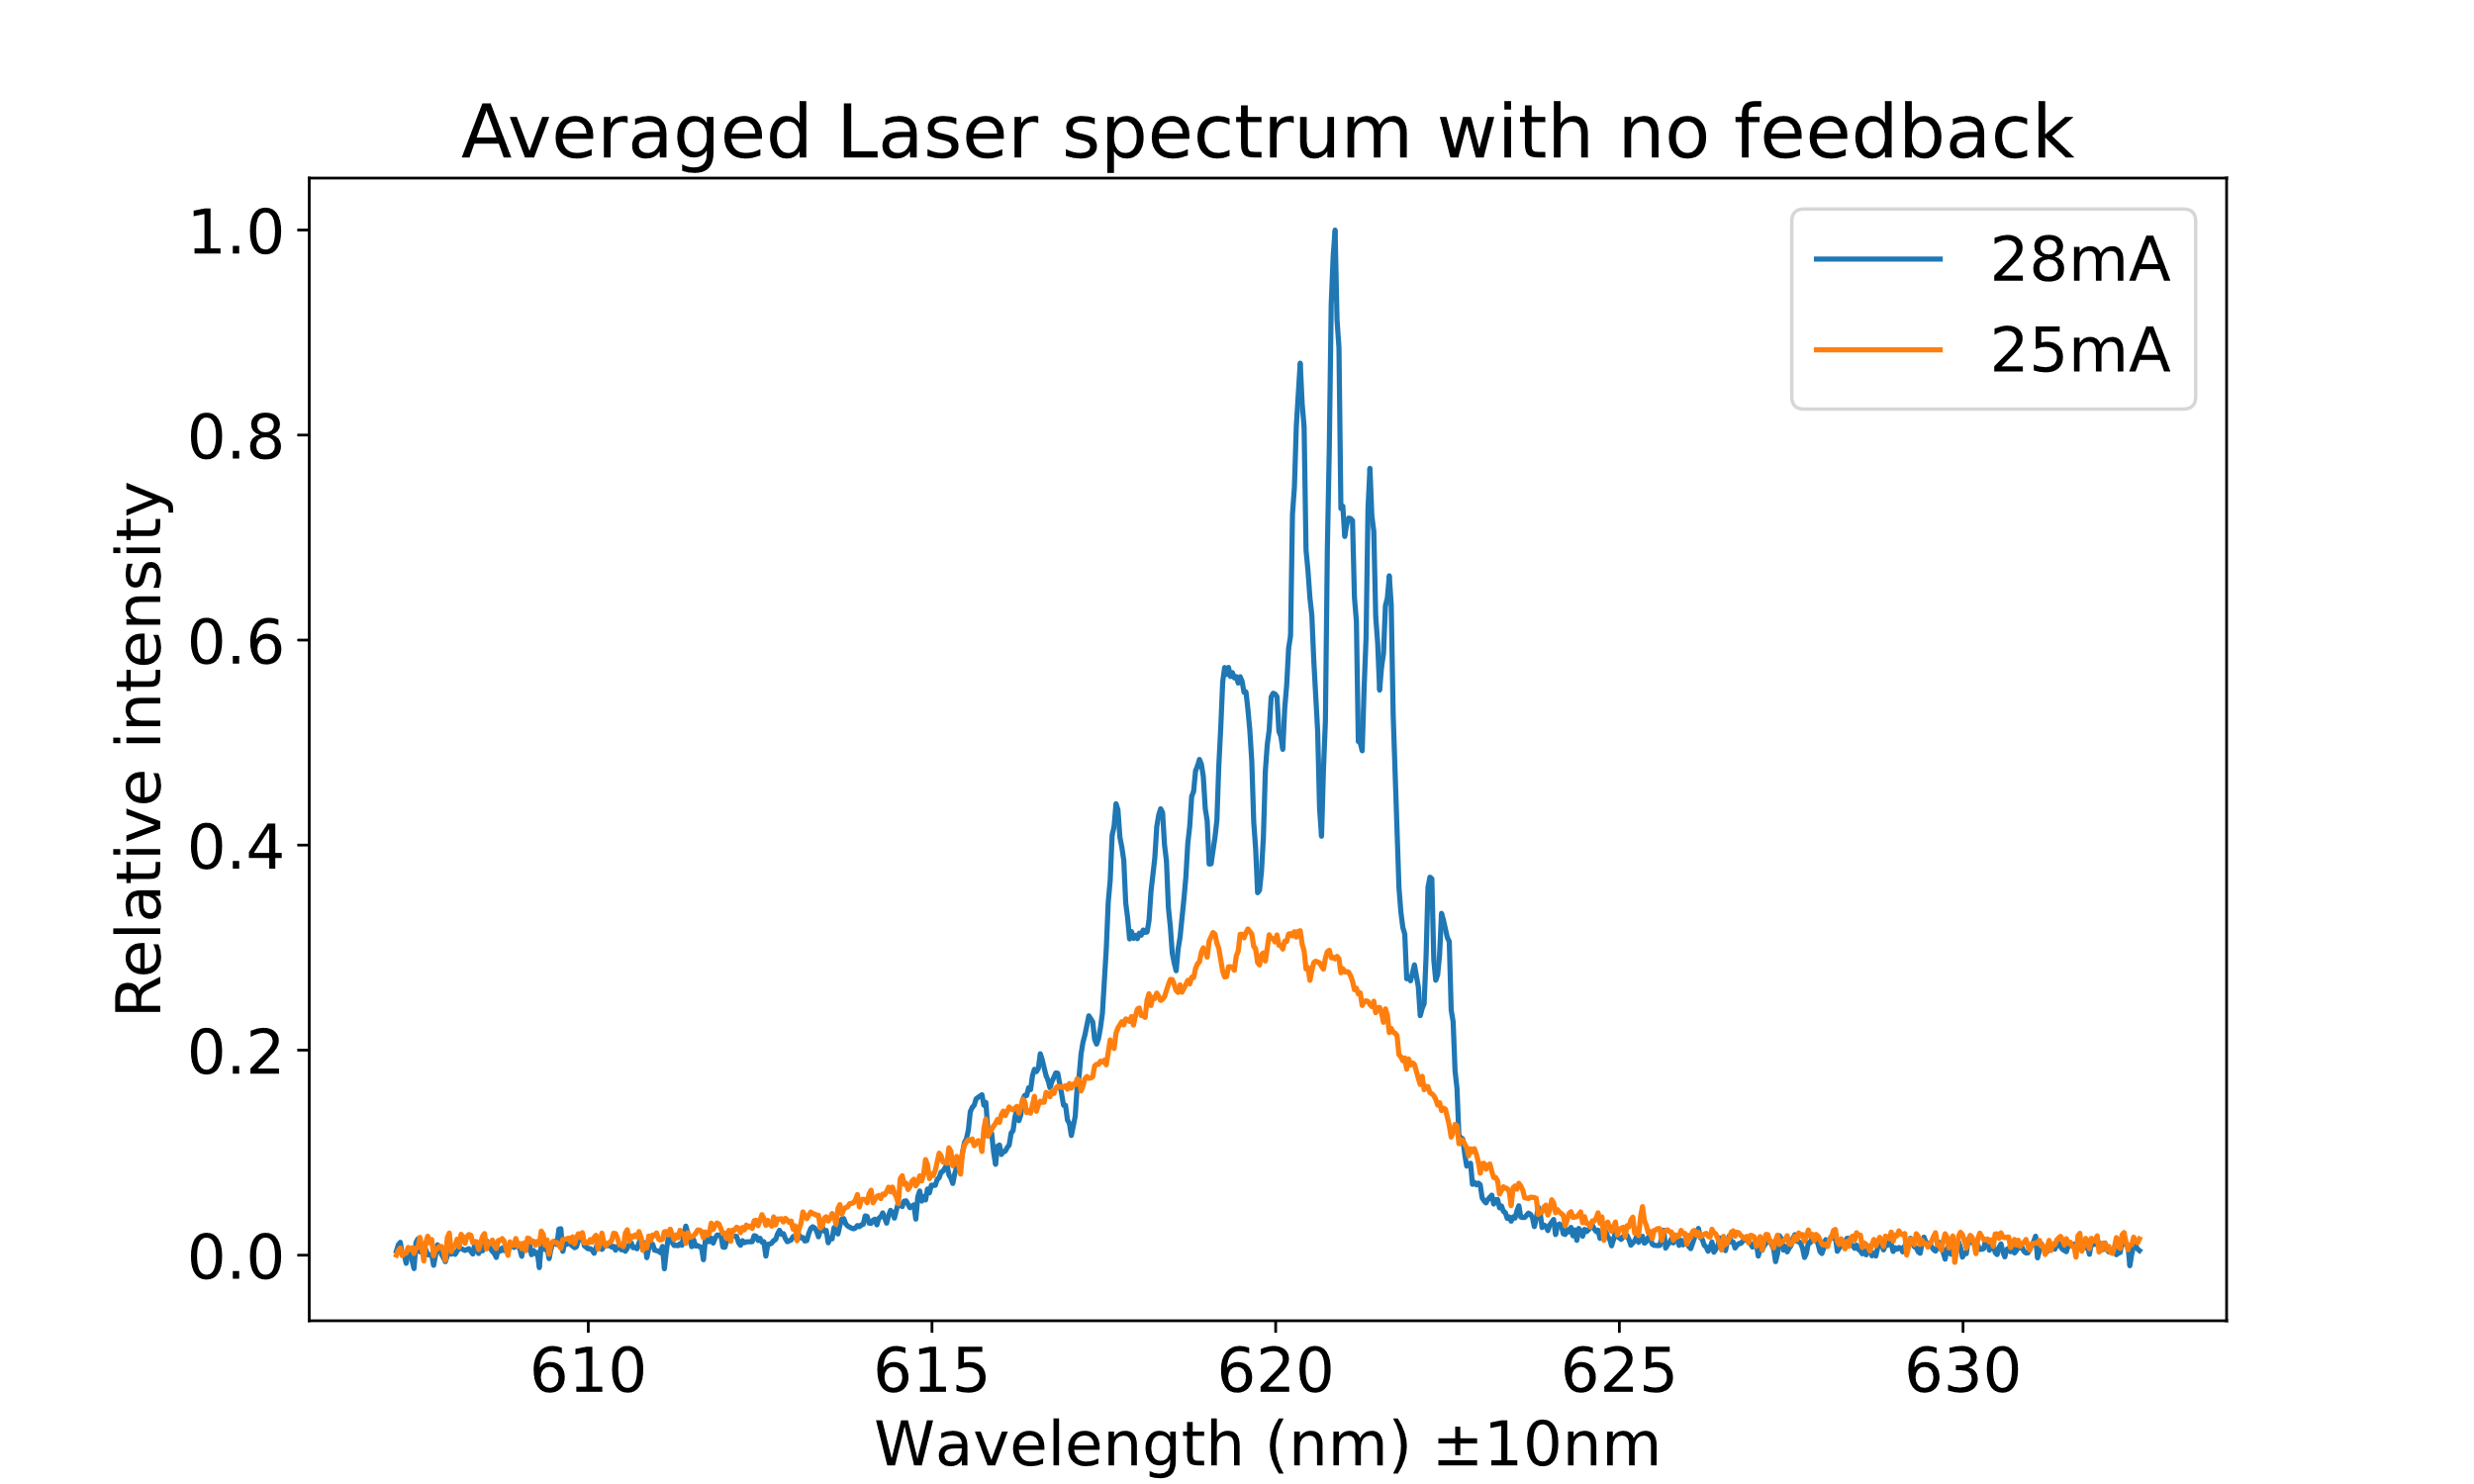 Averaged Laser spectrum with no feedback
28mA
25mA
1.0
0.8
0.6
0.4
0.2
0.0
Relative intensity
610 615 620 625 630
Wavelength (nm) ±10nm